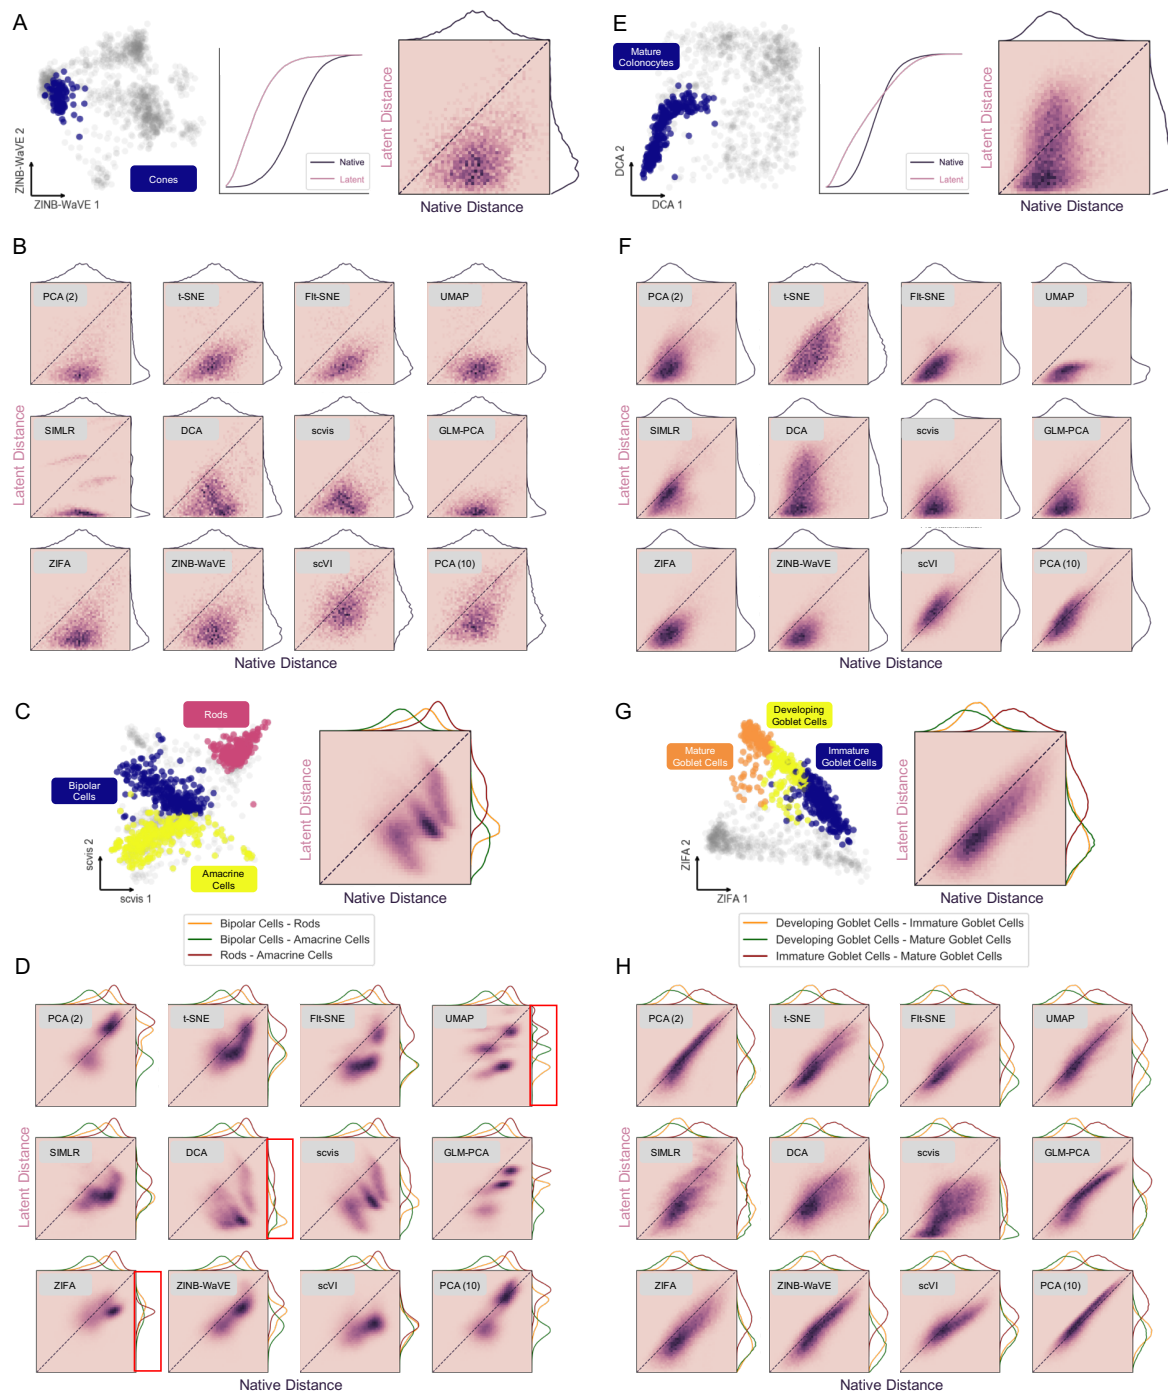 A
ZINB-WaVE 2
ZINB-WaVE 1
Cones
Native
Latent
Latent Distance
Native Distance
E
Mature
Colonocytes
DCA 2
DCA 1
Native
Latent
Latent Distance
Native Distance
B
PCA (2)
t-SNE
FIt-SNE
UMAP
SIMLR
DCA
scvis
GLM-PCA
ZIFA
ZINB-WaVE
scVI
PCA (10)
Latent Distance
Native Distance
F
PCA (2)
t-SNE
FIt-SNE
UMAP
SIMLR
DCA
scvis
GLM-PCA
ZIFA
ZINB-WaVE
scVI
PCA (10)
Latent Distance
Native Distance
C
Rods
Bipolar
Cells
Amacrine
Cells
scvis 2
scvis 1
Latent Distance
Native Distance
Bipolar Cells - Rods
Bipolar Cells - Amacrine Cells
Rods - Amacrine Cells
G
Developing
Goblet Cells
Mature
Goblet Cells
Immature
Goblet Cells
ZIFA 2
ZIFA 1
Latent Distance
Native Distance
Developing Goblet Cells - Immature Goblet Cells
Developing Goblet Cells - Mature Goblet Cells
Immature Goblet Cells - Mature Goblet Cells
D
PCA (2)
t-SNE
FIt-SNE
UMAP
SIMLR
DCA
scvis
GLM-PCA
ZIFA
ZINB-WaVE
scVI
PCA (10)
Latent Distance
Native Distance
H
PCA (2)
t-SNE
FIt-SNE
UMAP
SIMLR
DCA
scvis
GLM-PCA
ZIFA
ZINB-WaVE
scVI
PCA (10)
Latent Distance
Native Distance